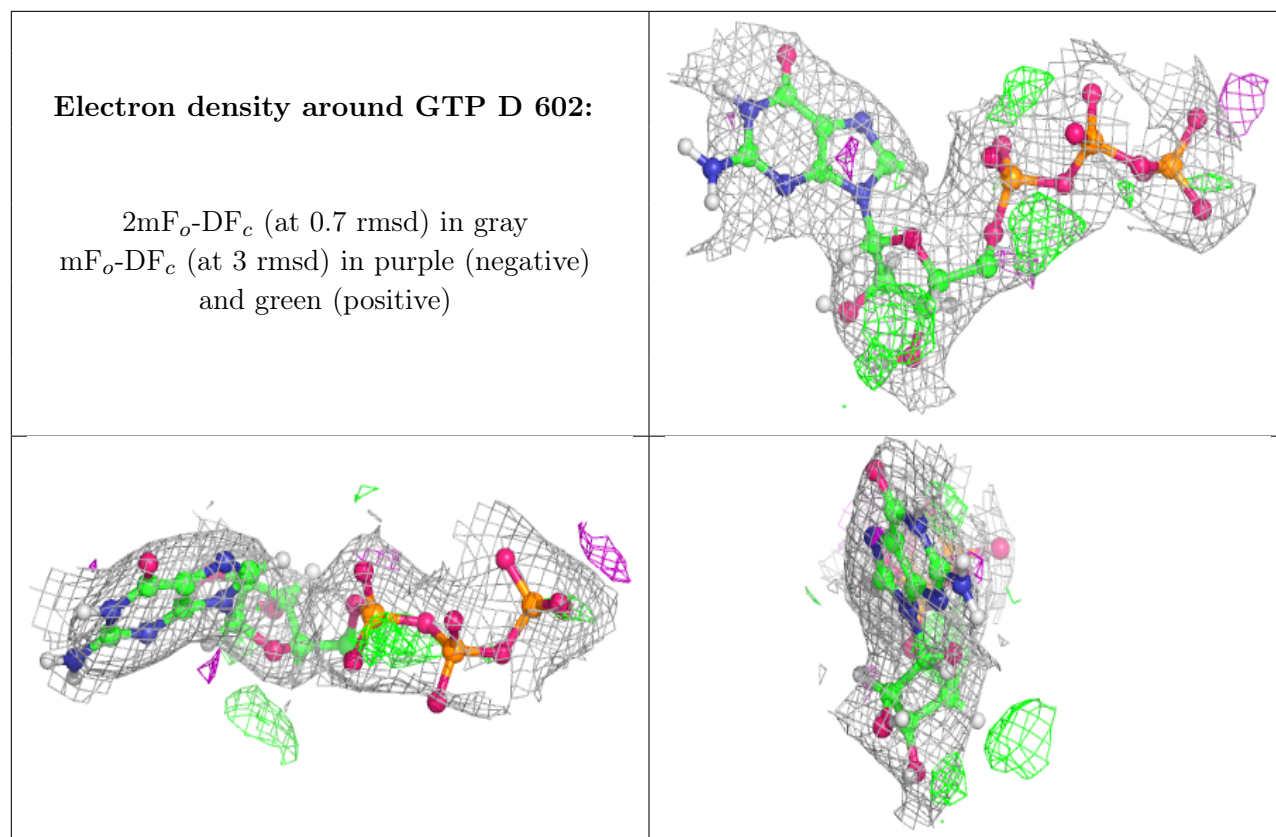 Electron density around GTP D 602:
2mFo-DFc (at 0.7 rmsd) in gray
mFo-DFc (at 3 rmsd) in purple (negative)
and green (positive)